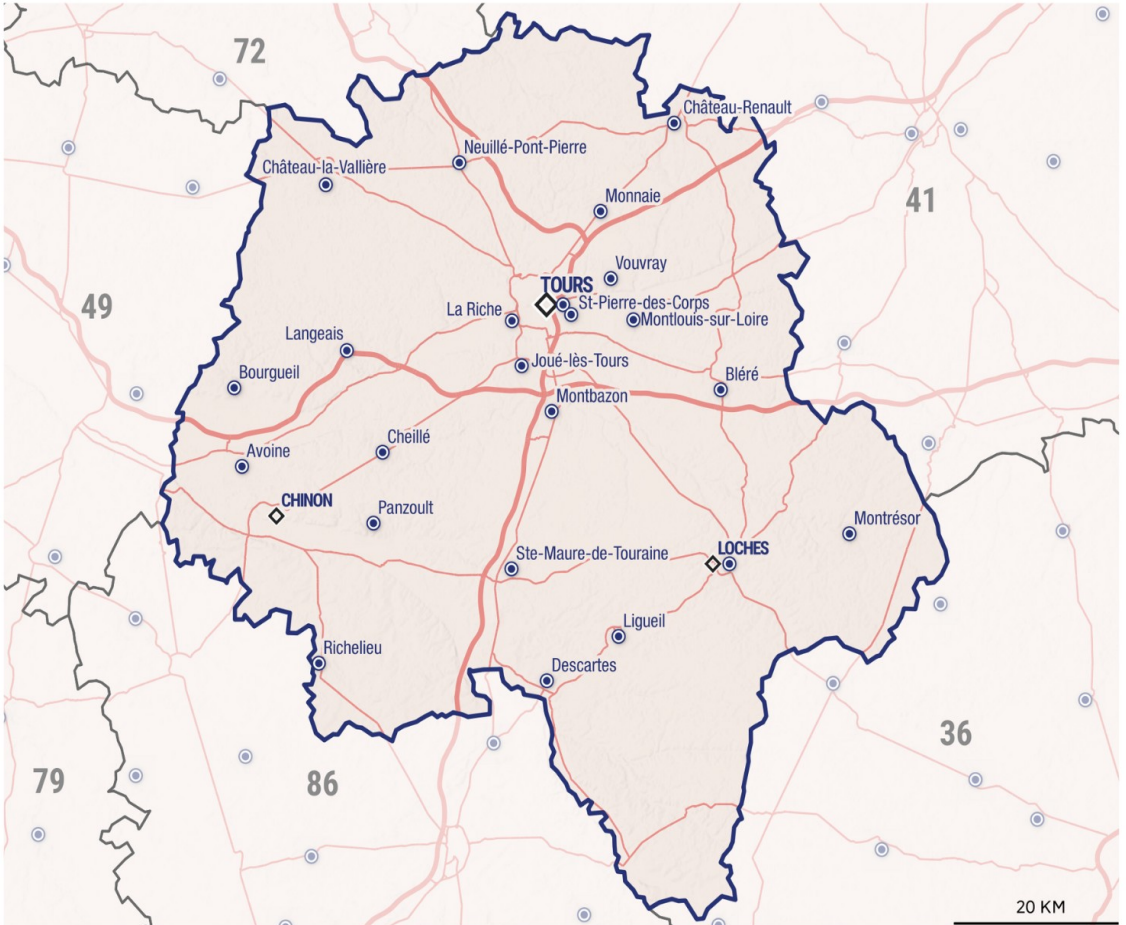 72
Château-Renault
Neuillé-Pont-Pierre
Château-la-Vallière
Monnaie
41
Vouvray
TOURS
49
St-Pierre-des-Corps
La Riche
Montlouis-sur-Loire
Langeais
Joué-lès-Tours
Bourgueil
Bléré
Montbazon
Cheillé
Avoine
CHINON
Panzoult
Montrésor
Ste-Maure-de-Touraine
LOCHES
Ligueil
Richelieu
Descartes
36
79
86
20 KM